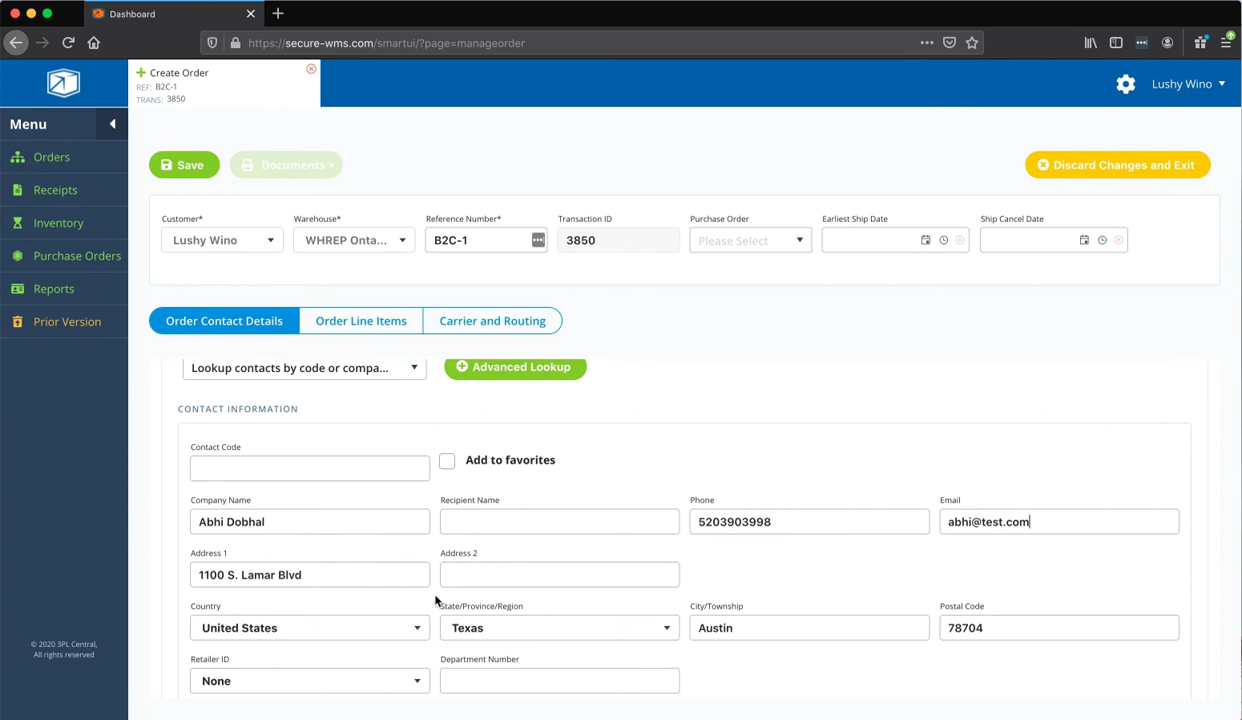 Dashboard
https://secure-wms.com/smartui/?page=manageorder
Create Order
REF: B2C-1
TRANS: 3850
Lushy Wino
Menu
Orders
Receipts
Inventory
Purchase Orders
Reports
Prior Version
© 2020 3PL Central,
All rights reserved
Save
Documents
Discard Changes and Exit
Customer*
Warehouse*
Reference Number*
Transaction ID
Purchase Order
Earliest Ship Date
Ship Cancel Date
Lushy Wino
WHREP Onta...
B2C-1
3850
Please Select
Order Contact Details
Order Line Items
Carrier and Routing
Lookup contacts by code or compa...
Advanced Lookup
CONTACT INFORMATION
Contact Code
Add to favorites
Company Name
Recipient Name
Phone
Email
Abhi Dobhal
5203903998
abhi@test.com
Address 1
Address 2
1100 S. Lamar Blvd
Country
State/Province/Region
City/Township
Postal Code
United States
Texas
Austin
78704
Retailer ID
Department Number
None